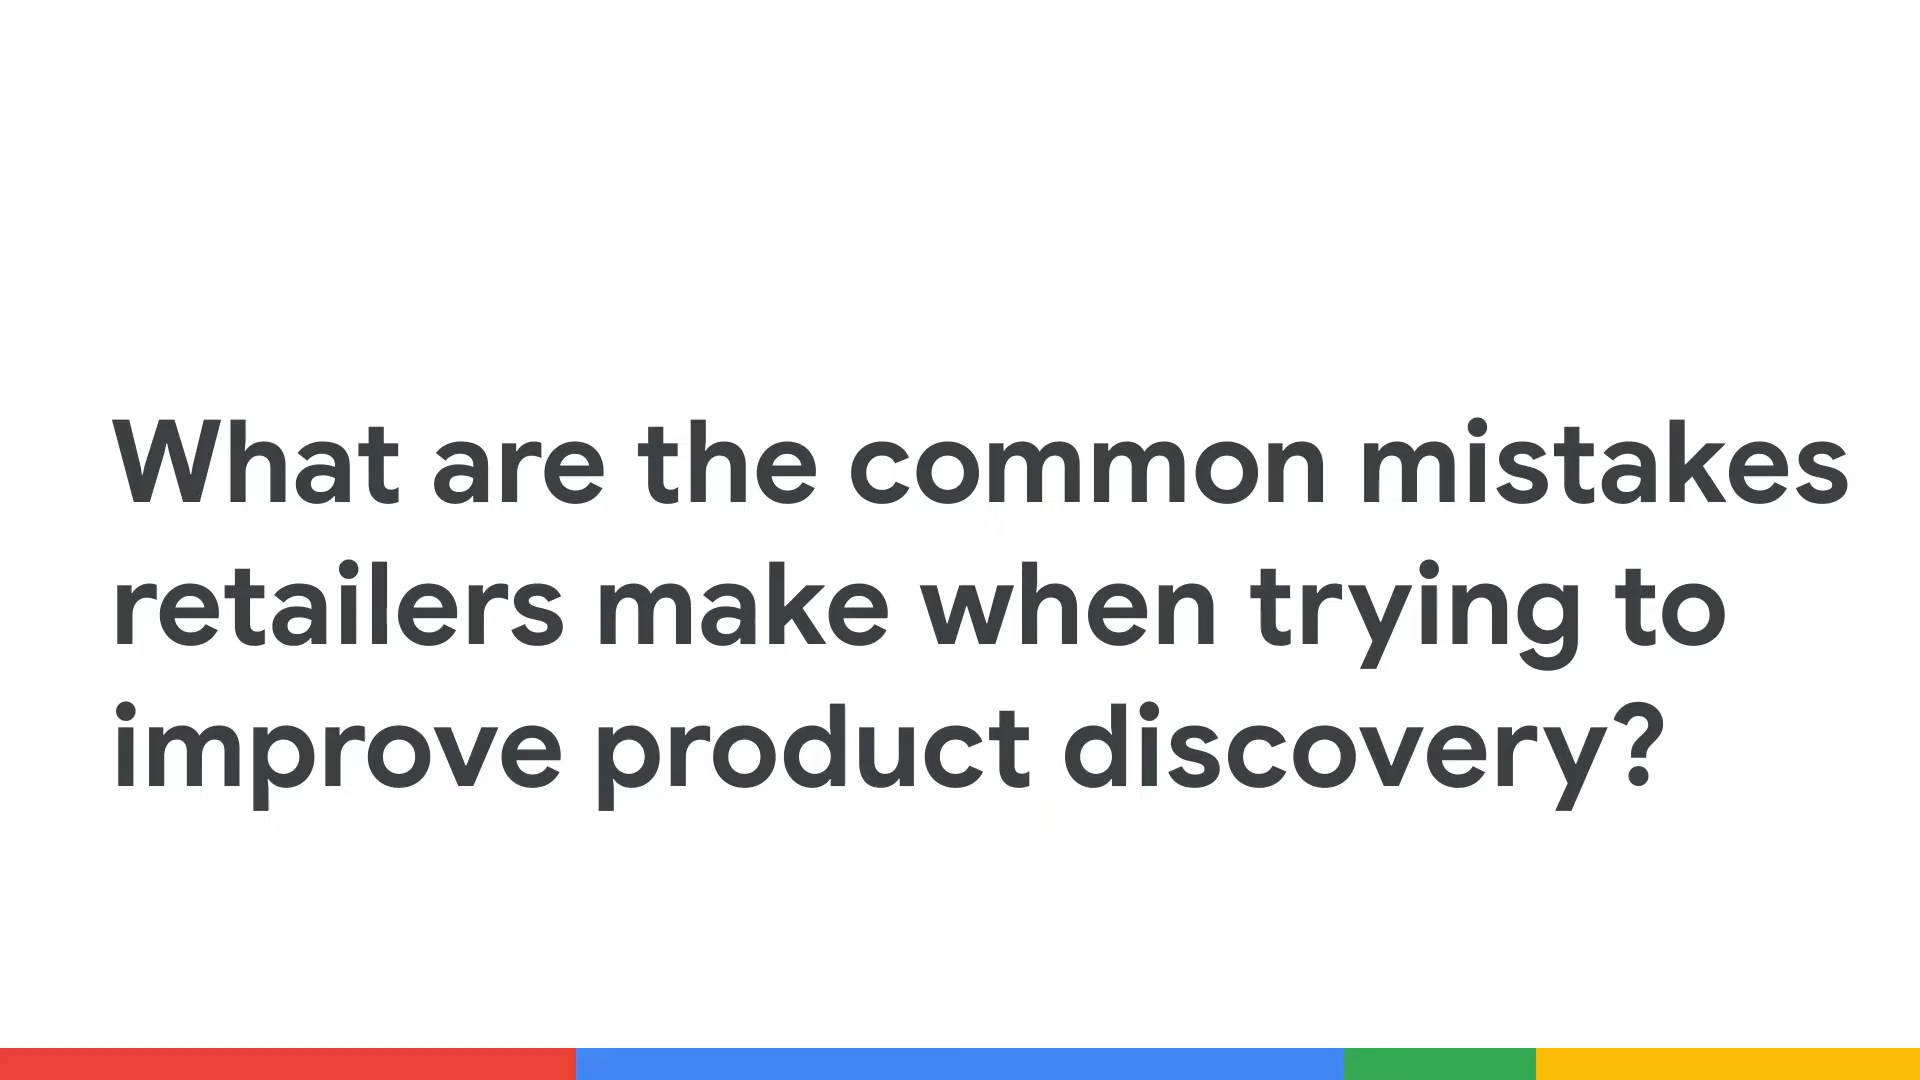 What are the common mistakes
retailers make when trying to
improve product discovery?